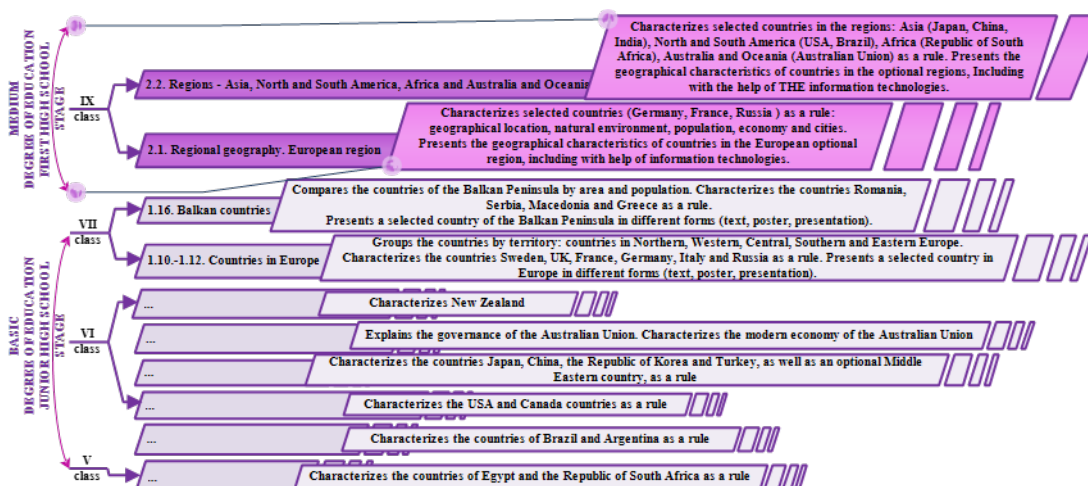 MEDIUM
DEGREE OF EDUCATION
FIRST HIGH SCHOOL
STAGE
IX
class
2.2. Regions - Asia, North and South America, Africa and Australia and Oceania
Characterizes selected countries in the regions: Asia (Japan, China,
India), North and South America (USA, Brazil), Africa (Republic of South
Africa), Australia and Oceania (Australian Union) as a rule. Presents the
geographical characteristics of countries in the optional regions, Including
with the help of THE information technologies.
2.1. Regional geography. European region
Characterizes selected countries (Germany, France, Russia ) as a rule:
geographical location, natural environment, population, economy and cities.
Presents the geographical characteristics of countries in the European optional
region, including with help of information technologies.
BASIC
DEGREE OF EDUCATION
JUNIOR HIGH SCHOOL
STAGE
VII
class
1.16. Balkan countries
Compares the countries of the Balkan Peninsula by area and population. Characterizes the countries Romania,
Serbia, Macedonia and Greece as a rule.
Presents a selected country of the Balkan Peninsula in different forms (text, poster, presentation).
1.10.-1.12. Countries in Europe
Groups the countries by territory: countries in Northern, Western, Central, Southern and Eastern Europe.
Characterizes the countries Sweden, UK, France, Germany, Italy and Russia as a rule. Presents a selected country in
Europe in different forms (text, poster, presentation).
VI
class
...
Characterizes New Zealand
...
Explains the governance of the Australian Union. Characterizes the modern economy of the Australian Union
...
Characterizes the countries Japan, China, the Republic of Korea and Turkey, as well as an optional Middle
Eastern country, as a rule
...
Characterizes the USA and Canada countries as a rule
...
Characterizes the countries of Brazil and Argentina as a rule
V
class
...
Characterizes the countries of Egypt and the Republic of South Africa as a rule